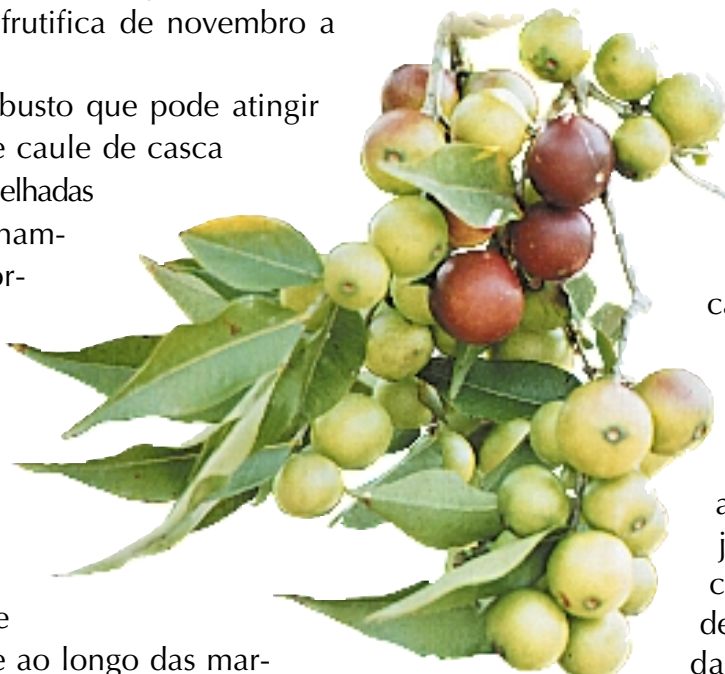 frutifica de novembro a
busto que pode atingir
e caule de casca
elhadas
nam-
or-
e
e ao longo das mar-
ca
a
j
c
de
da